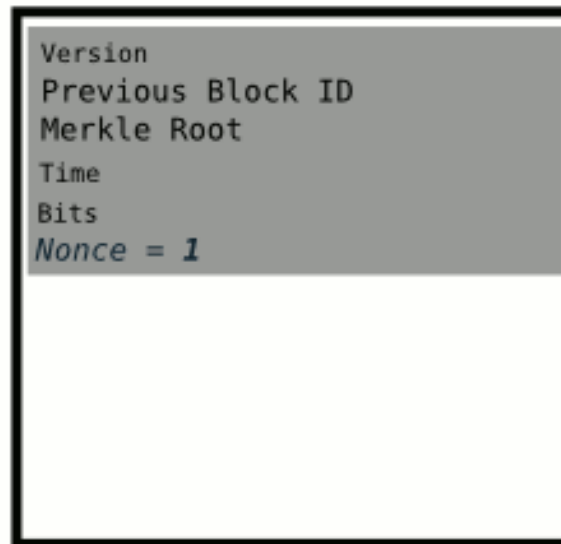 Version
Previous Block ID
Merkle Root
Time
Bits
Nonce = 1